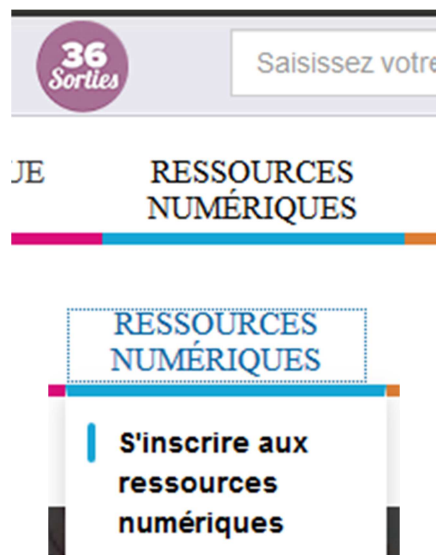 36
Sorties
Saisissez votre
UE
RESSOURCES
NUMÉRIQUES
RESSOURCES
NUMÉRIQUES
S'inscrire aux
ressources
numériques